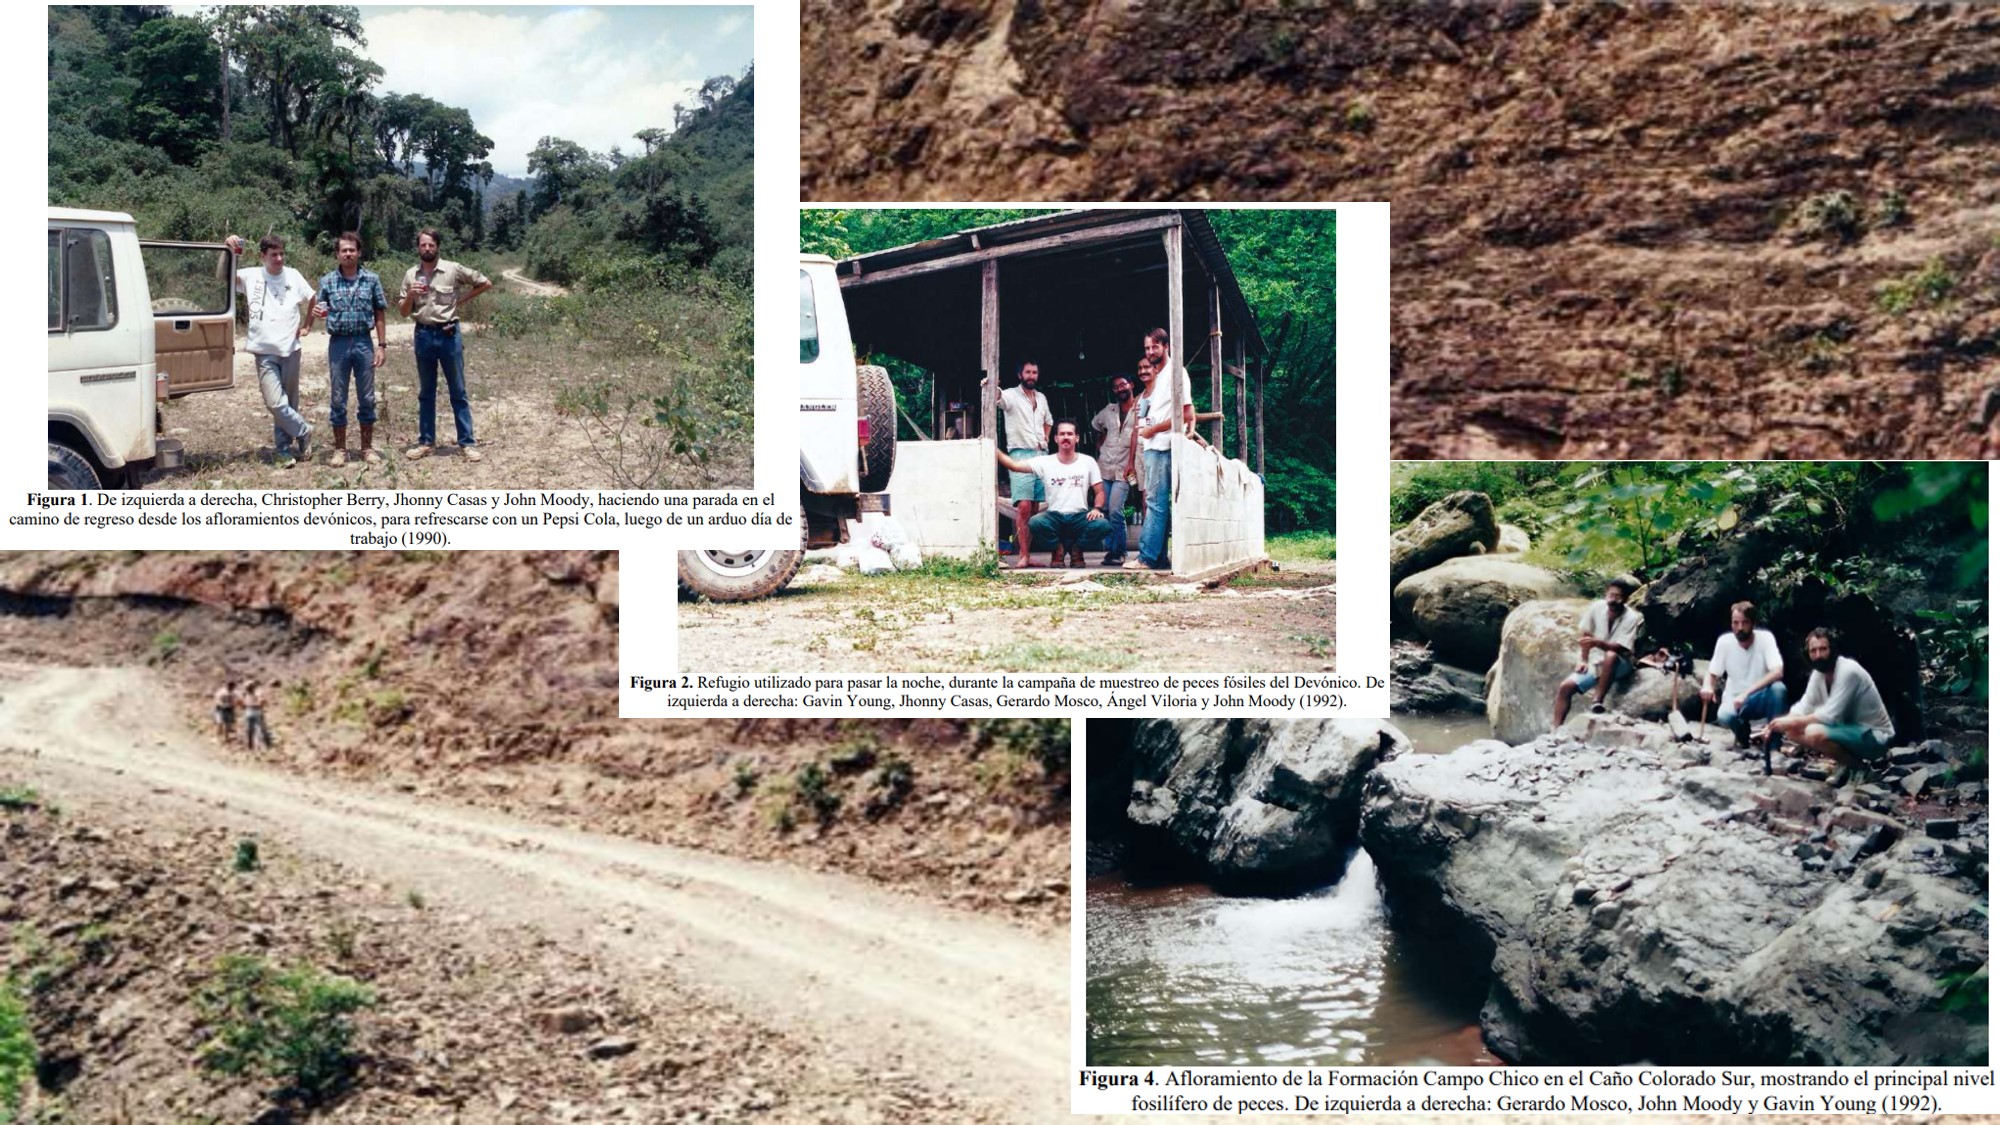 SOVIET
Figura 1. De izquierda a derecha, Christopher Berry, Jhonny Casas y John Moody, haciendo una parada en el
camino de regreso desde los afloramientos devónicos, para refrescarse con un Pepsi Cola, luego de un arduo día de
trabajo (1990).
Figura 2. Refugio utilizado para pasar la noche, durante la campaña de muestreo de peces fósiles del Devónico. De
izquierda a derecha: Gavin Young, Jhonny Casas, Gerardo Mosco, Ángel Viloria y John Moody (1992).
Figura 4. Afloramiento de la Formación Campo Chico en el Caño Colorado Sur, mostrando el principal nivel
fosilífero de peces. De izquierda a derecha: Gerardo Mosco, John Moody y Gavin Young (1992).